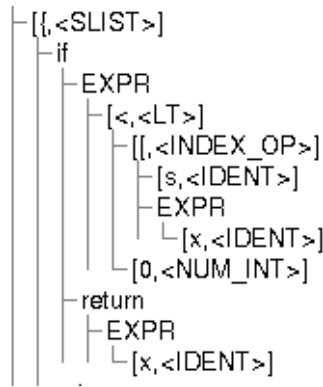 [{,<SLIST>]
if
EXPR
[<,<LT>]
[[,<INDEX_OP>]
[s,<IDENT>]
EXPR
[x,<IDENT>]
[0,<NUM_INT>]
return
EXPR
[x,<IDENT>]